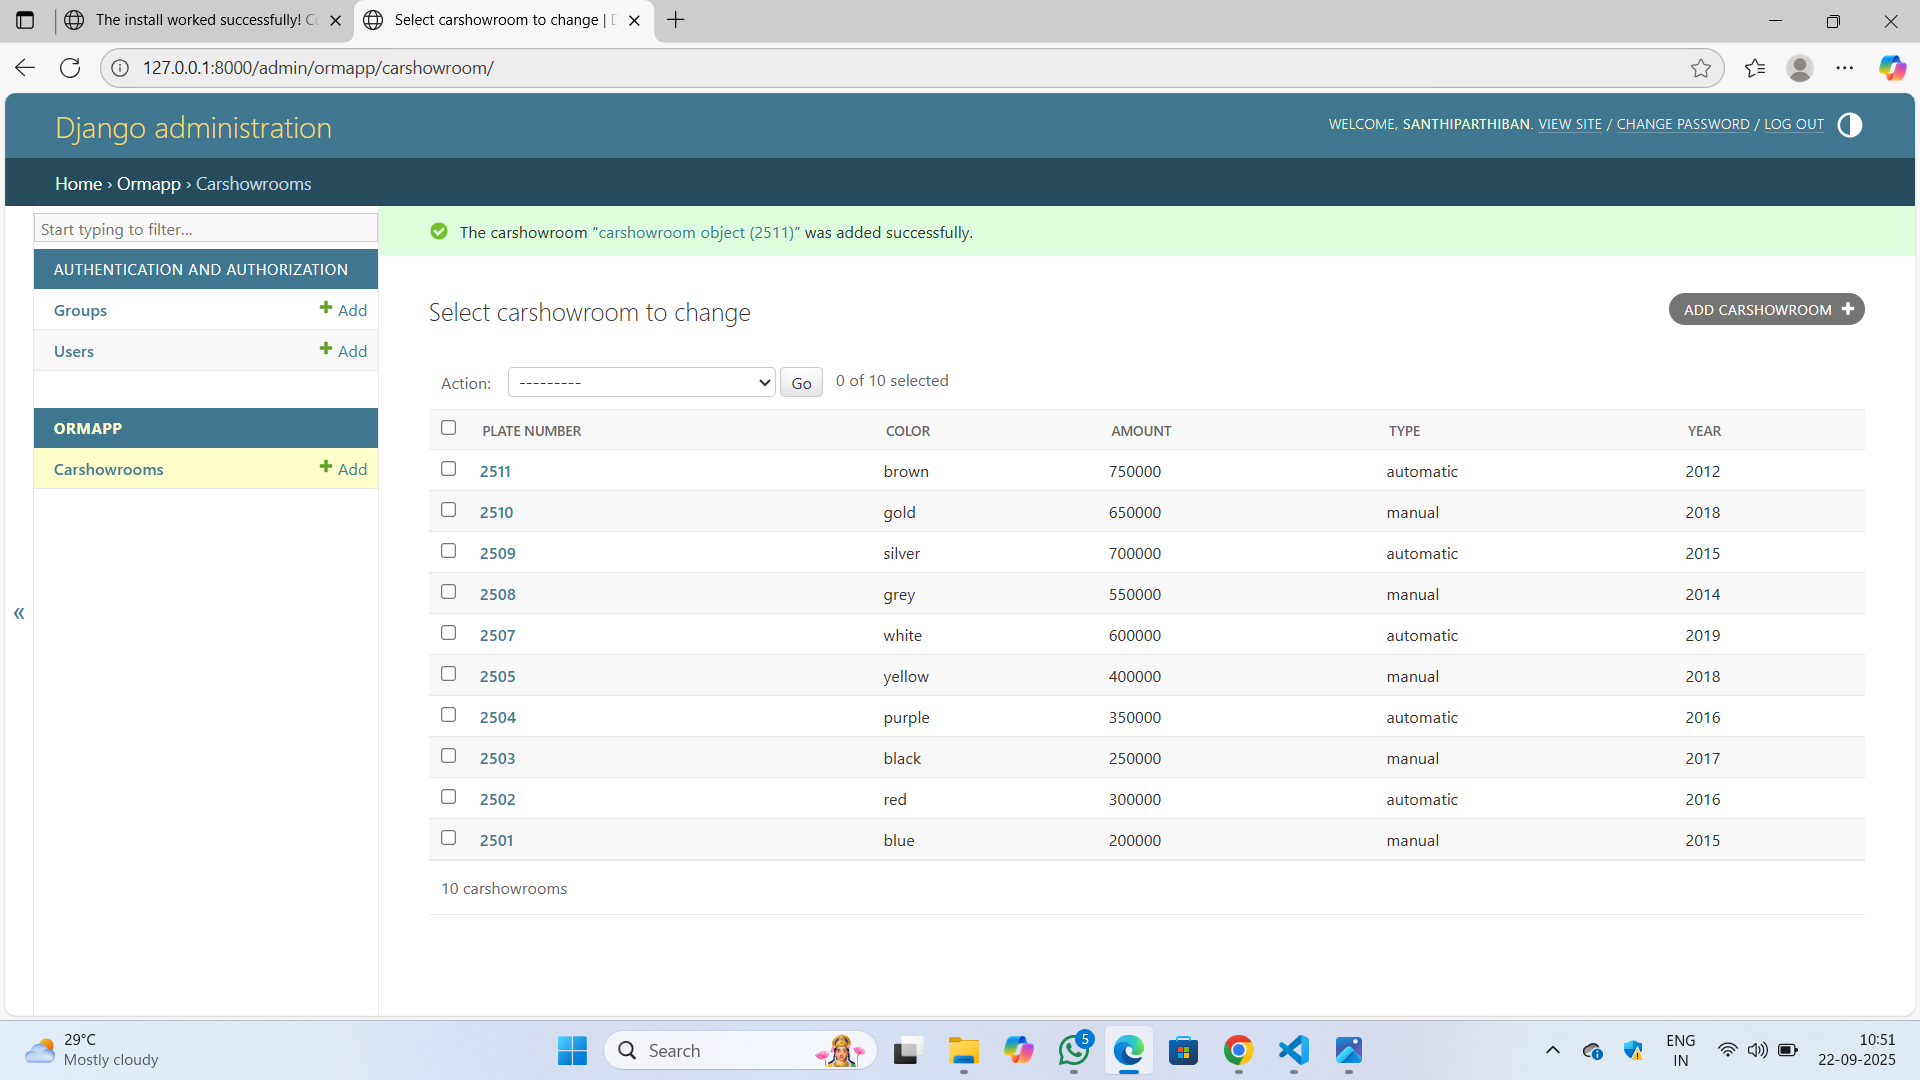 The install worked successfully! Co
Select carshowroom to change | D
127.0.0.1:8000/admin/ormapp/carshowroom/
Django administration
WELCOME, SANTHIPARTHIBAN. VIEW SITE / CHANGE PASSWORD / LOG OUT
Home › Ormapp › Carshowrooms
Start typing to filter...
AUTHENTICATION AND AUTHORIZATION
Groups + Add
Users + Add
ORMAPP
Carshowrooms + Add
«
The carshowroom “carshowroom object (2511)” was added successfully.
Select carshowroom to change
ADD CARSHOWROOM +
Action: --------- Go 0 of 10 selected
PLATE NUMBER COLOR AMOUNT TYPE YEAR
2511 brown 750000 automatic 2012
2510 gold 650000 manual 2018
2509 silver 700000 automatic 2015
2508 grey 550000 manual 2014
2507 white 600000 automatic 2019
2505 yellow 400000 manual 2018
2504 purple 350000 automatic 2016
2503 black 250000 manual 2017
2502 red 300000 automatic 2016
2501 blue 200000 manual 2015
10 carshowrooms
29°C
Mostly cloudy
Search
5
ENG
IN
10:51
22-09-2025